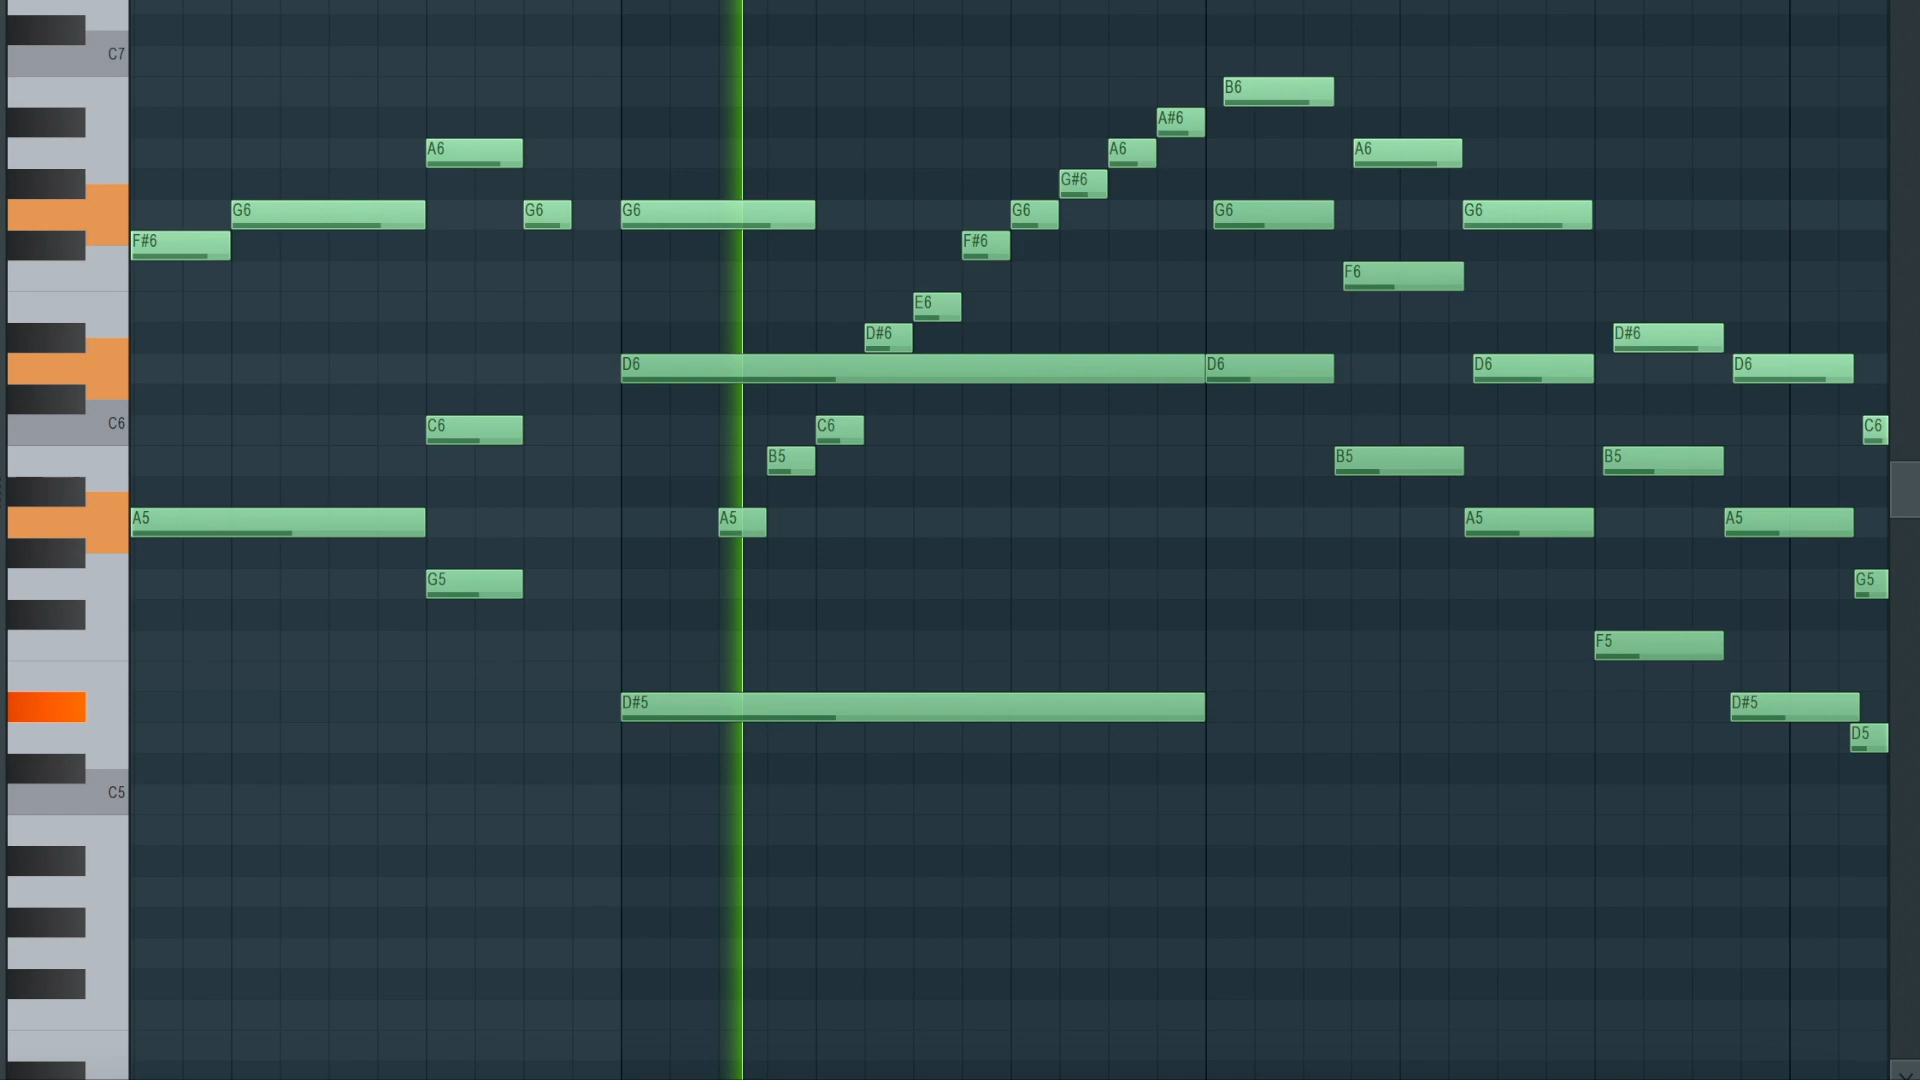 C7
B6
A#6
A6 A6 A6
G#6
G6 G6 G6 G6 G6 G6
F#6 F#6
F6
E6
D#6 D#6
D6 D6 D6 D6
C6 C6 C6 C6
B5 B5 B5
A5 A5 A5 A5
G5 G5
F5
D#5 D#5
D5
C5